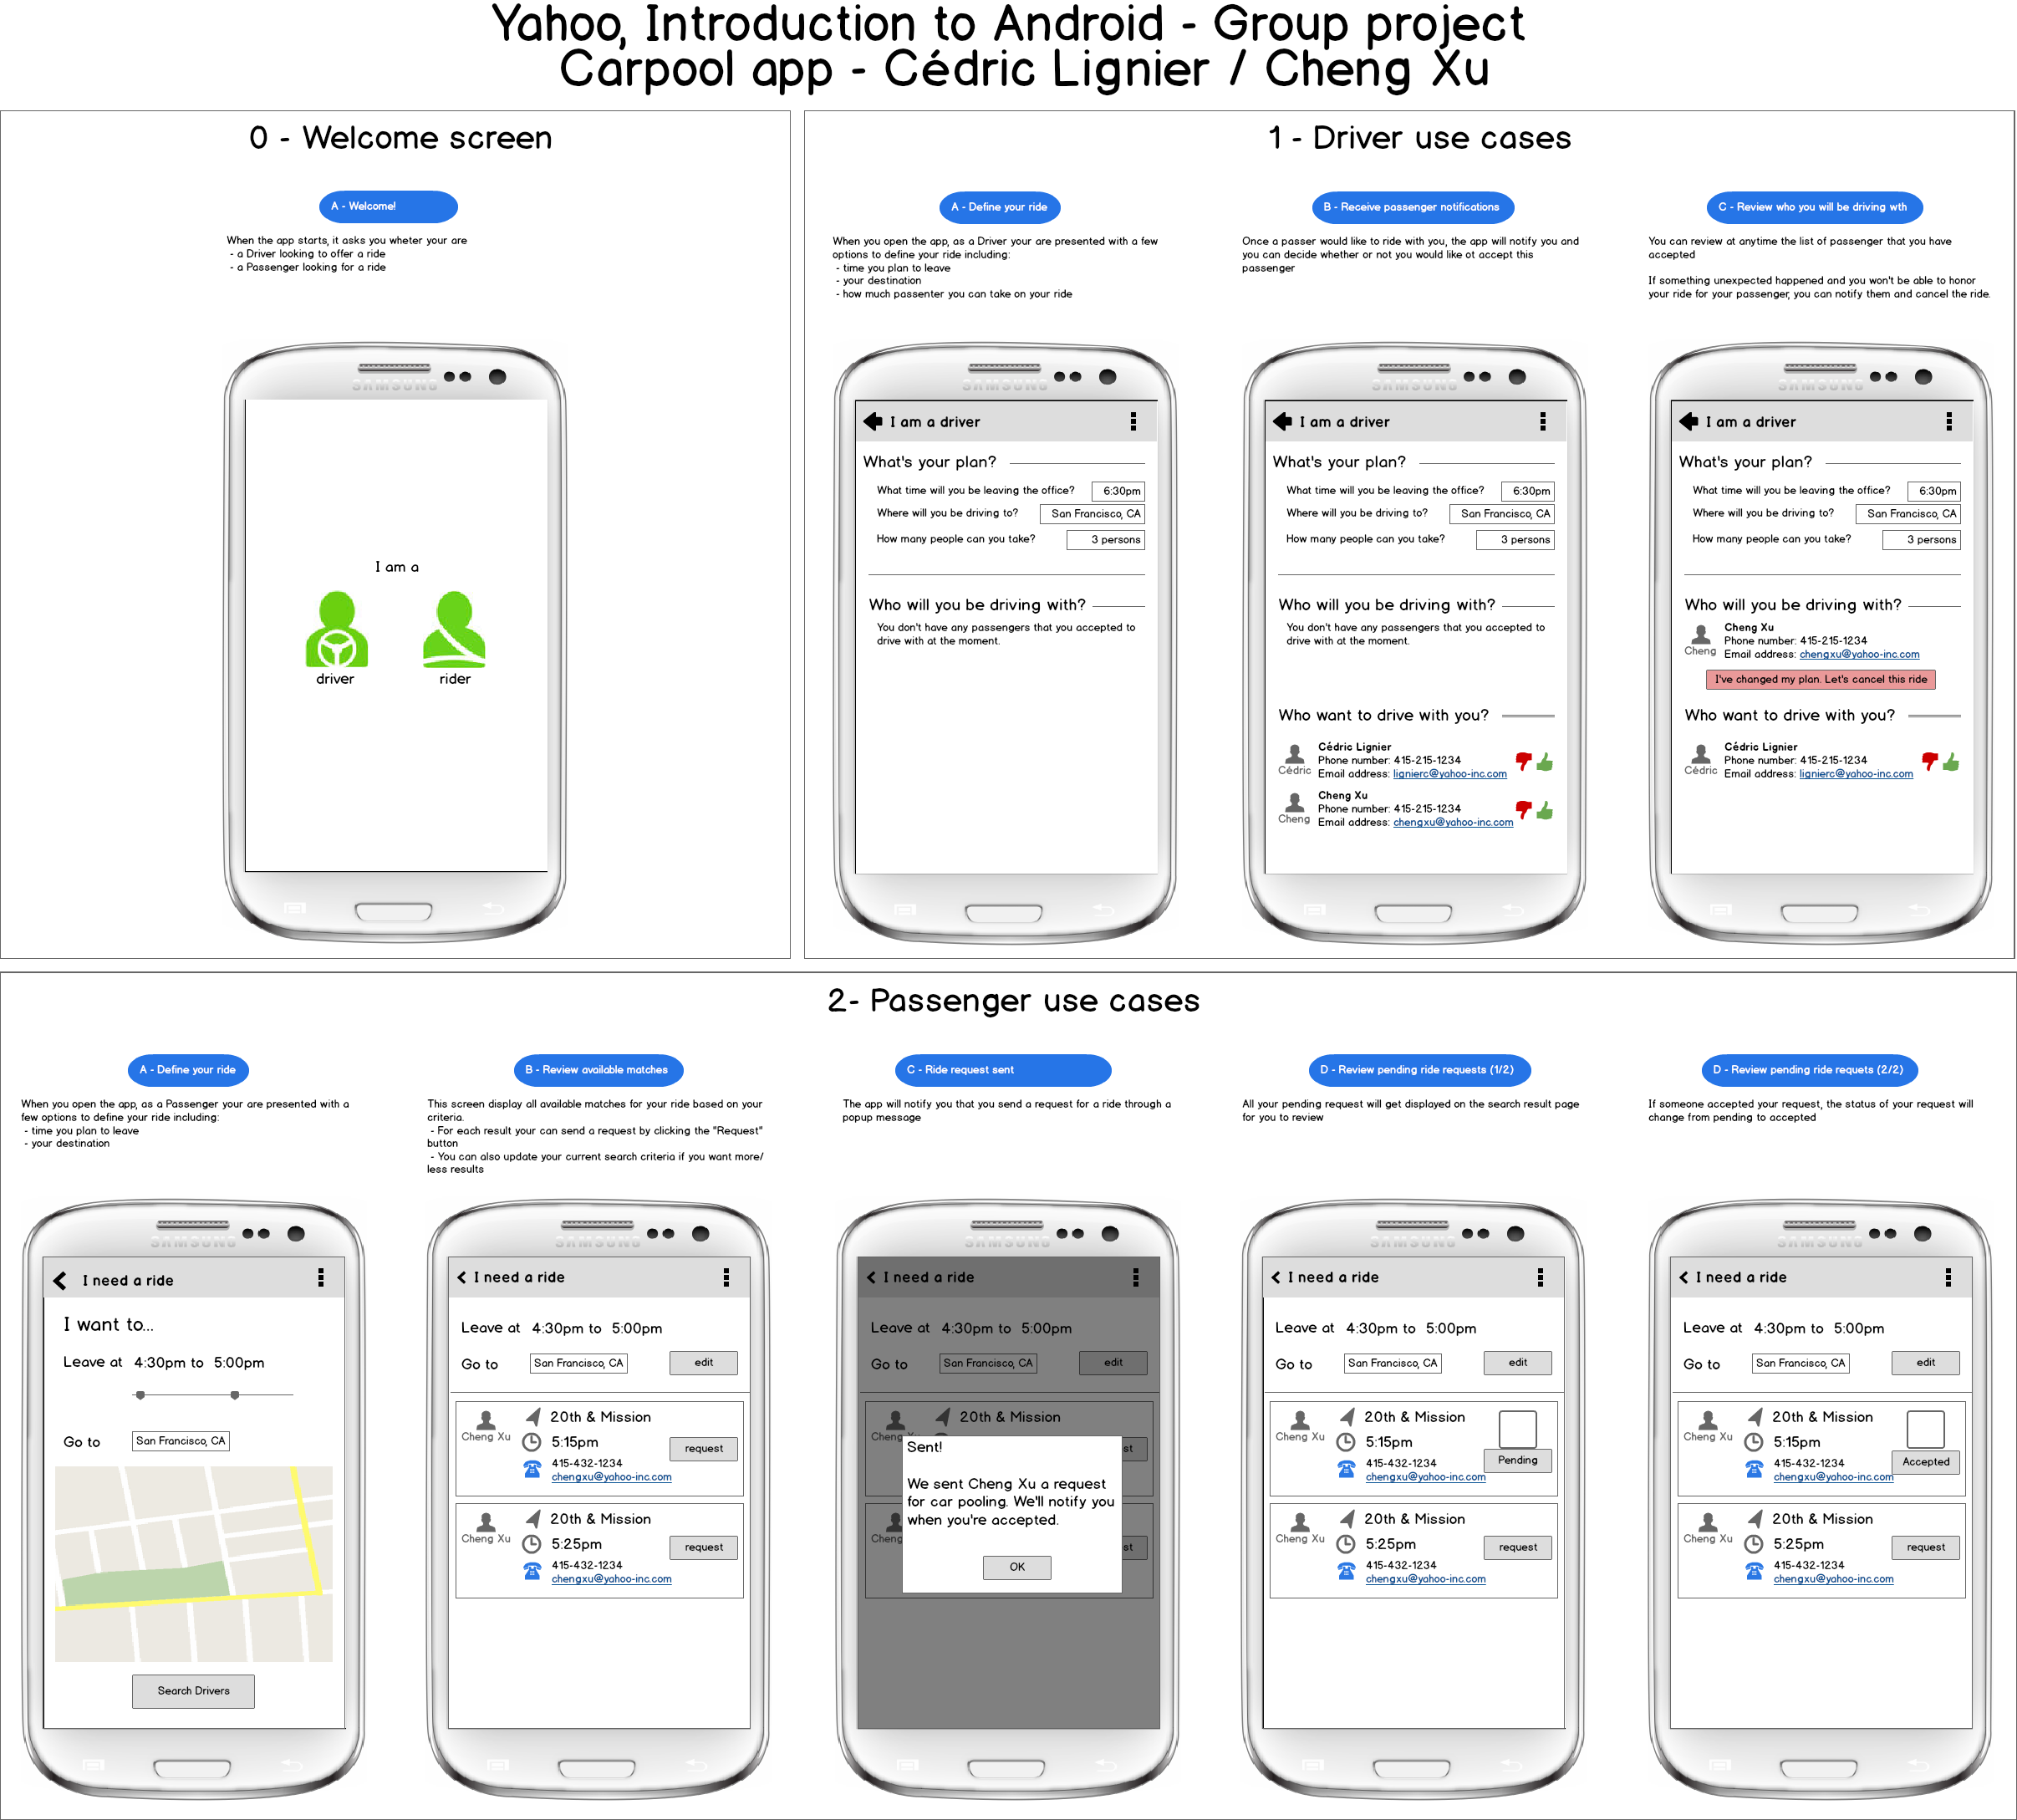 Yahoo, Introduction to Android - Group project
Carpool app - Cédric Lignier / Cheng Xu
0 - Welcome screen
A - Welcome!
When the app starts, it asks you wheter your are
- a Driver looking to offer a ride
- a Passenger looking for a ride
SAMSUNG
I am a
driver
rider
1 - Driver use cases
A - Define your ride
When you open the app, as a Driver your are presented with a few
options to define your ride including:
- time you plan to leave
- your destination
- how much passenter you can take on your ride
SAMSUNG
I am a driver
What's your plan?
What time will you be leaving the office? 6:30pm
Where will you be driving to? San Francisco, CA
How many people can you take? 3 persons
Who will you be driving with?
You don't have any passengers that you accepted to
drive with at the moment.
B - Receive passenger notifications
Once a passer would like to ride with you, the app will notify you and
you can decide whether or not you would like ot accept this
passenger
SAMSUNG
I am a driver
What's your plan?
What time will you be leaving the office? 6:30pm
Where will you be driving to? San Francisco, CA
How many people can you take? 3 persons
Who will you be driving with?
You don't have any passengers that you accepted to
drive with at the moment.
Who want to drive with you?
Cédric
Cédric Lignier
Phone number: 415-215-1234
Email address: lignierc@yahoo-inc.com
Cheng
Cheng Xu
Phone number: 415-215-1234
Email address: chengxu@yahoo-inc.com
C - Review who you will be driving wth
You can review at anytime the list of passenger that you have
accepted
If something unexpected happened and you won't be able to honor
your ride for your passenger, you can notify them and cancel the ride.
SAMSUNG
I am a driver
What's your plan?
What time will you be leaving the office? 6:30pm
Where will you be driving to? San Francisco, CA
How many people can you take? 3 persons
Who will you be driving with?
Cheng
Cheng Xu
Phone number: 415-215-1234
Email address: chengxu@yahoo-inc.com
I've changed my plan. Let's cancel this ride
Who want to drive with you?
Cédric
Cédric Lignier
Phone number: 415-215-1234
Email address: lignierc@yahoo-inc.com
2- Passenger use cases
A - Define your ride
When you open the app, as a Passenger your are presented with a
few options to define your ride including:
- time you plan to leave
- your destination
SAMSUNG
I need a ride
I want to...
Leave at 4:30pm to 5:00pm
Go to San Francisco, CA
Search Drivers
B - Review available matches
This screen display all available matches for your ride based on your
criteria.
- For each result your can send a request by clicking the "Request"
button
- You can also update your current search criteria if you want more/
less results
SAMSUNG
I need a ride
Leave at 4:30pm to 5:00pm
Go to San Francisco, CA edit
Cheng Xu
20th & Mission
5:15pm
request
415-432-1234
chengxu@yahoo-inc.com
Cheng Xu
20th & Mission
5:25pm
request
415-432-1234
chengxu@yahoo-inc.com
C - Ride request sent
The app will notify you that you send a request for a ride through a
popup message
SAMSUNG
I need a ride
Leave at 4:30pm to 5:00pm
Go to San Francisco, CA edit
20th & Mission
Cheng
st
Cheng
st
Sent!
We sent Cheng Xu a request
for car pooling. We'll notify you
when you're accepted.
OK
D - Review pending ride requests (1/2)
All your pending request will get displayed on the search result page
for you to review
SAMSUNG
I need a ride
Leave at 4:30pm to 5:00pm
Go to San Francisco, CA edit
Cheng Xu
20th & Mission
5:15pm
Pending
415-432-1234
chengxu@yahoo-inc.com
Cheng Xu
20th & Mission
5:25pm
request
415-432-1234
chengxu@yahoo-inc.com
D - Review pending ride requets (2/2)
If someone accepted your request, the status of your request will
change from pending to accepted
SAMSUNG
I need a ride
Leave at 4:30pm to 5:00pm
Go to San Francisco, CA edit
Cheng Xu
20th & Mission
5:15pm
Accepted
415-432-1234
chengxu@yahoo-inc.com
Cheng Xu
20th & Mission
5:25pm
request
415-432-1234
chengxu@yahoo-inc.com